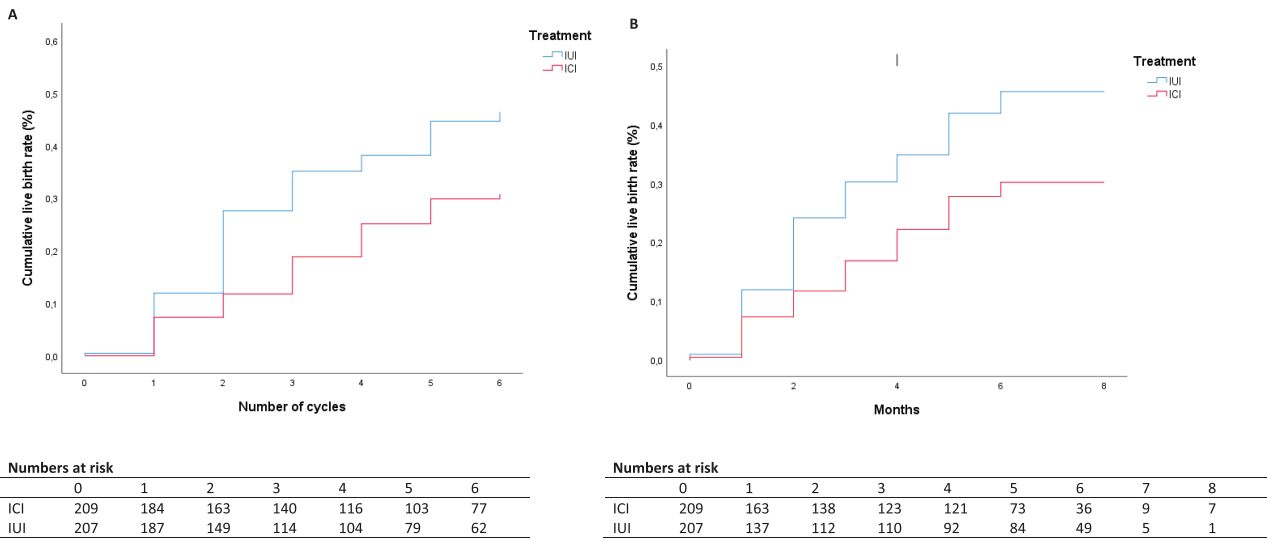 A
Treatment
IUI
ICI
Cumulative live birth rate (%)
0,6
0,5
0,4
0,3
0,2
0,1
0,0
0 1 2 3 4 5 6
Number of cycles
B
Treatment
IUI
ICI
Cumulative live birth rate (%)
0,5
0,4
0,3
0,2
0,1
0,0
0 2 4 6 8
Months
Numbers at risk
0 1 2 3 4 5 6
ICI 209 184 163 140 116 103 77
IUI 207 187 149 114 104 79 62
Numbers at risk
0 1 2 3 4 5 6 7 8
ICI 209 163 138 123 121 73 36 9 7
IUI 207 137 112 110 92 84 49 5 1